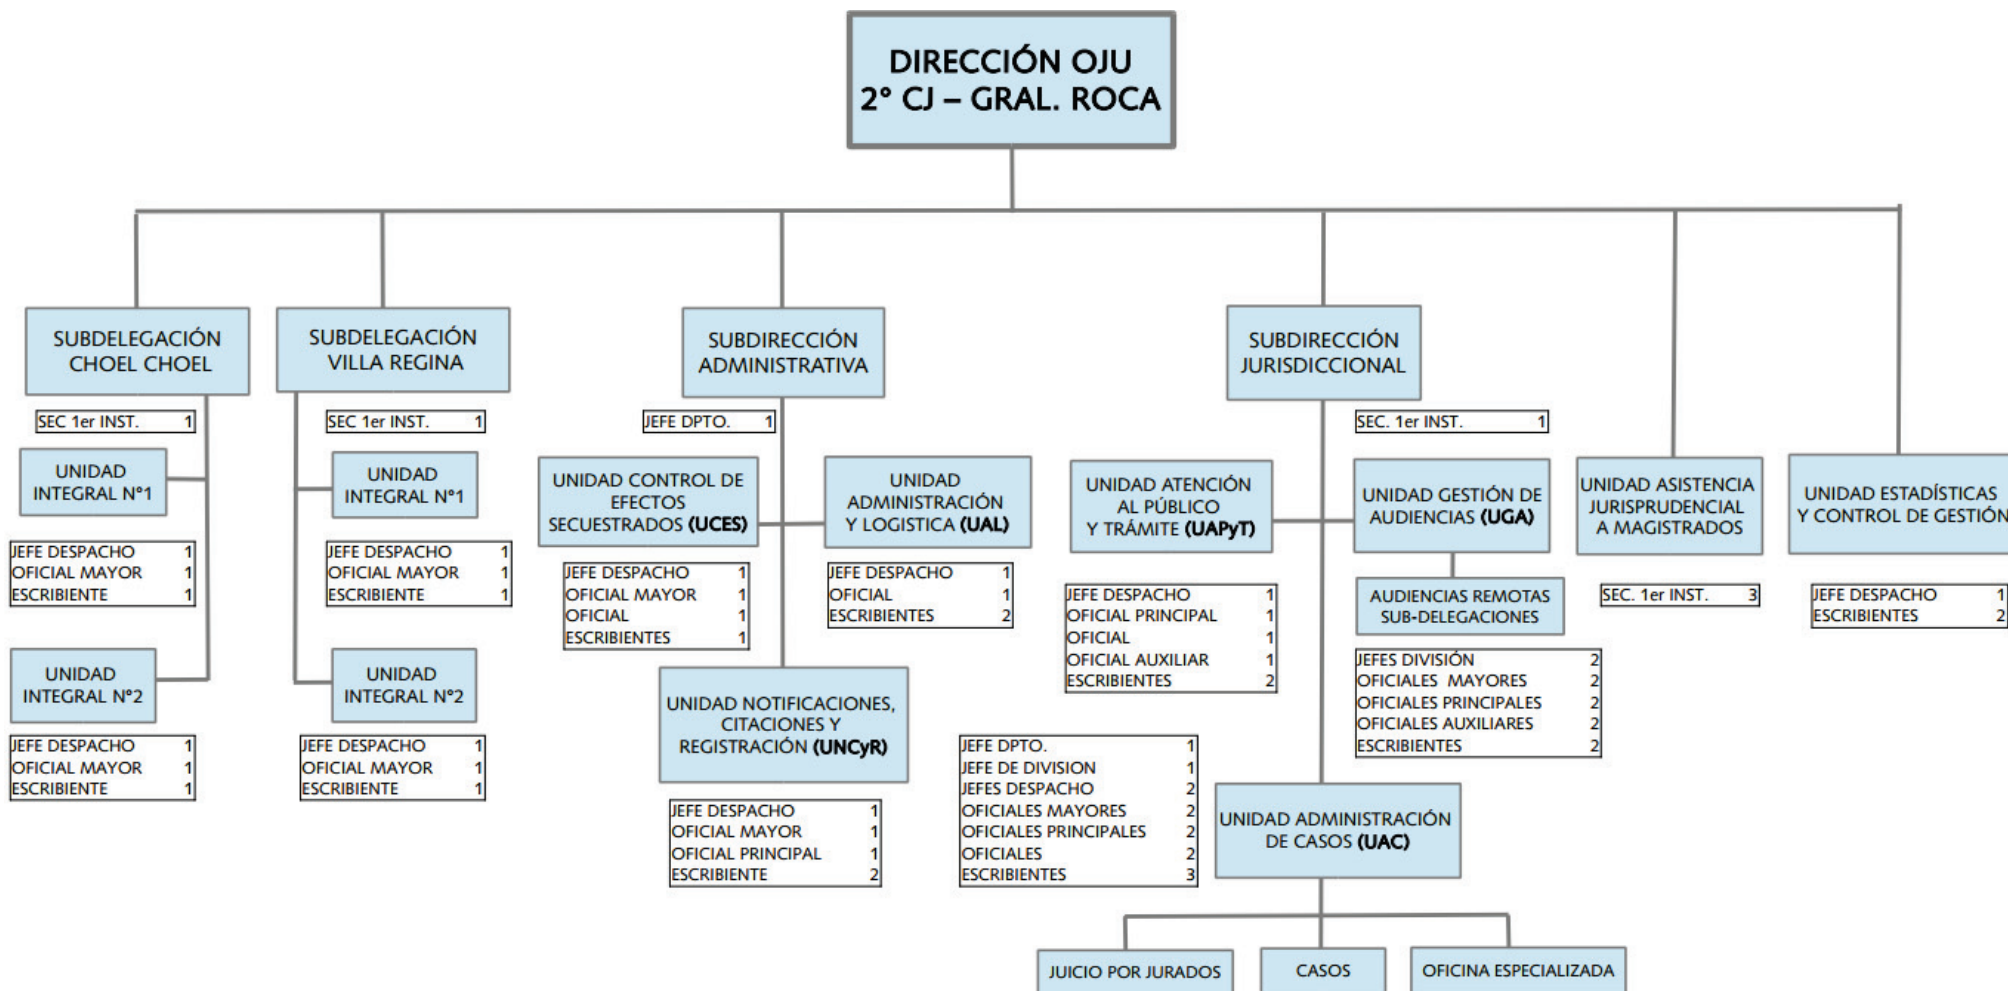 DIRECCIÓN OJU
2° CJ – GRAL. ROCA
SUBDELEGACIÓN
CHOEL CHOEL
SEC 1er INST. 1
UNIDAD
INTEGRAL N°1
JEFE DESPACHO 1
OFICIAL MAYOR 1
ESCRIBIENTE 1
UNIDAD
INTEGRAL N°2
JEFE DESPACHO 1
OFICIAL MAYOR 1
ESCRIBIENTE 1
SUBDELEGACIÓN
VILLA REGINA
SEC 1er INST. 1
UNIDAD
INTEGRAL N°1
JEFE DESPACHO 1
OFICIAL MAYOR 1
ESCRIBIENTE 1
UNIDAD
INTEGRAL N°2
JEFE DESPACHO 1
OFICIAL MAYOR 1
ESCRIBIENTE 1
SUBDIRECCIÓN
ADMINISTRATIVA
JEFE DPTO. 1
UNIDAD CONTROL DE
EFECTOS
SECUESTRADOS (UCES)
JEFE DESPACHO 1
OFICIAL MAYOR 1
OFICIAL 1
ESCRIBIENTES 1
UNIDAD
ADMINISTRACIÓN
Y LOGISTICA (UAL)
JEFE DESPACHO 1
OFICIAL 1
ESCRIBIENTES 2
UNIDAD NOTIFICACIONES,
CITACIONES Y
REGISTRACIÓN (UNCyR)
JEFE DESPACHO 1
OFICIAL MAYOR 1
OFICIAL PRINCIPAL 1
ESCRIBIENTE 2
SUBDIRECCIÓN
JURISDICCIONAL
SEC. 1er INST. 1
UNIDAD ATENCIÓN
AL PÚBLICO
Y TRÁMITE (UAPyT)
JEFE DESPACHO 1
OFICIAL PRINCIPAL 1
OFICIAL 1
OFICIAL AUXILIAR 1
ESCRIBIENTES 2
UNIDAD GESTIÓN DE
AUDIENCIAS (UGA)
AUDIENCIAS REMOTAS
SUB-DELEGACIONES
JEFES DIVISIÓN 2
OFICIALES MAYORES 2
OFICIALES PRINCIPALES 2
OFICIALES AUXILIARES 2
ESCRIBIENTES 2
JEFE DPTO. 1
JEFE DE DIVISION 1
JEFES DESPACHO 2
OFICIALES MAYORES 2
OFICIALES PRINCIPALES 2
OFICIALES 2
ESCRIBIENTES 3
UNIDAD ADMINISTRACIÓN
DE CASOS (UAC)
JUICIO POR JURADOS
CASOS
OFICINA ESPECIALIZADA
UNIDAD ASISTENCIA
JURISPRUDENCIAL
A MAGISTRADOS
SEC. 1er INST. 3
UNIDAD ESTADÍSTICAS
Y CONTROL DE GESTIÓN
JEFE DESPACHO 1
ESCRIBIENTES 2